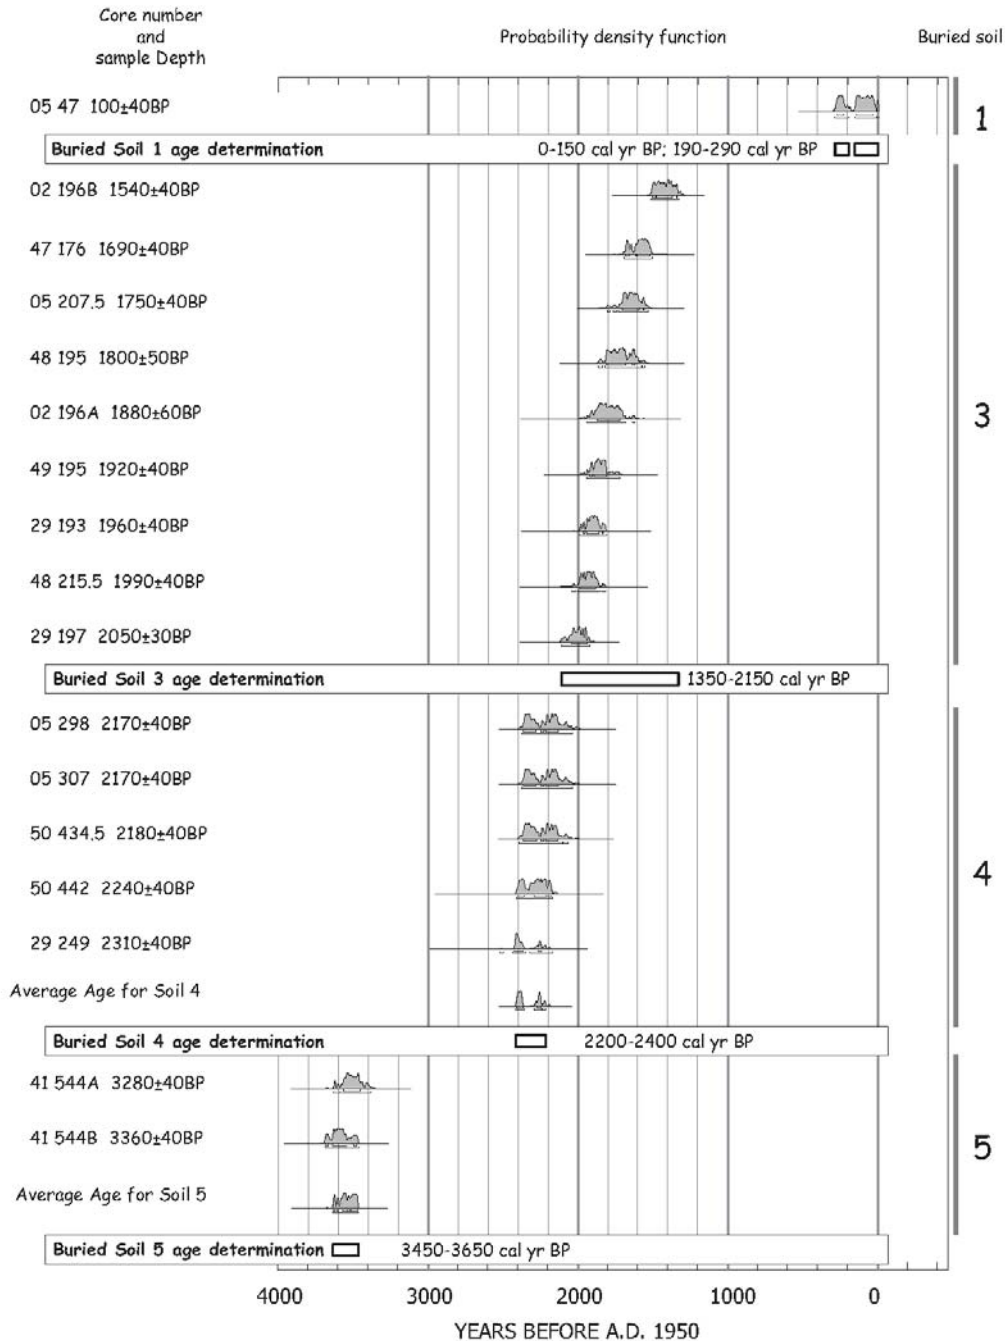 Core number
and
sample Depth
Probability density function
Buried soil
05 47 100±40BP
1
Buried Soil 1 age determination 0-150 cal yr BP; 190-290 cal yr BP
02 196B 1540±40BP
47 176 1690±40BP
05 207.5 1750±40BP
48 195 1800±50BP
02 196A 1880±60BP
3
49 195 1920±40BP
29 193 1960±40BP
48 215.5 1990±40BP
29 197 2050±30BP
Buried Soil 3 age determination 1350-2150 cal yr BP
05 298 2170±40BP
05 307 2170±40BP
50 434.5 2180±40BP
4
50 442 2240±40BP
29 249 2310±40BP
Average Age for Soil 4
Buried Soil 4 age determination 2200-2400 cal yr BP
41 544A 3280±40BP
41 544B 3360±40BP
5
Average Age for Soil 5
Buried Soil 5 age determination 3450-3650 cal yr BP
4000 3000 2000 1000 0
YEARS BEFORE A.D. 1950